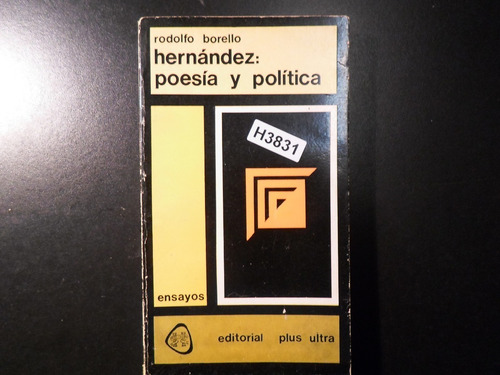 rodolfo borello
hernández:
poesía y política
H3831
ensayos
editorial plus ultra